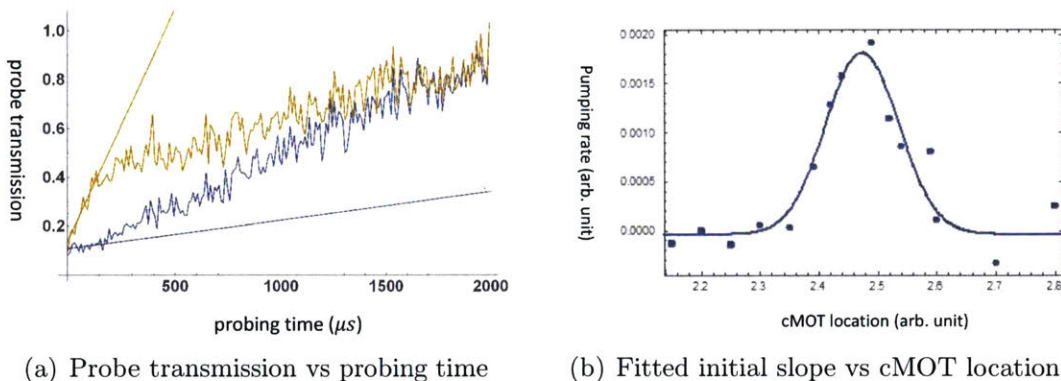 1.0
0.8
0.6
0.4
0.2
probe transmission
500 1000 1500 2000
probing time (μs)
(a) Probe transmission vs probing time
0.0020
0.0015
0.0010
0.0005
0.0000
Pumping rate (arb. unit)
2.2 2.3 2.4 2.5 2.6 2.7 2.8
cMOT location (arb. unit)
(b) Fitted initial slope vs cMOT location